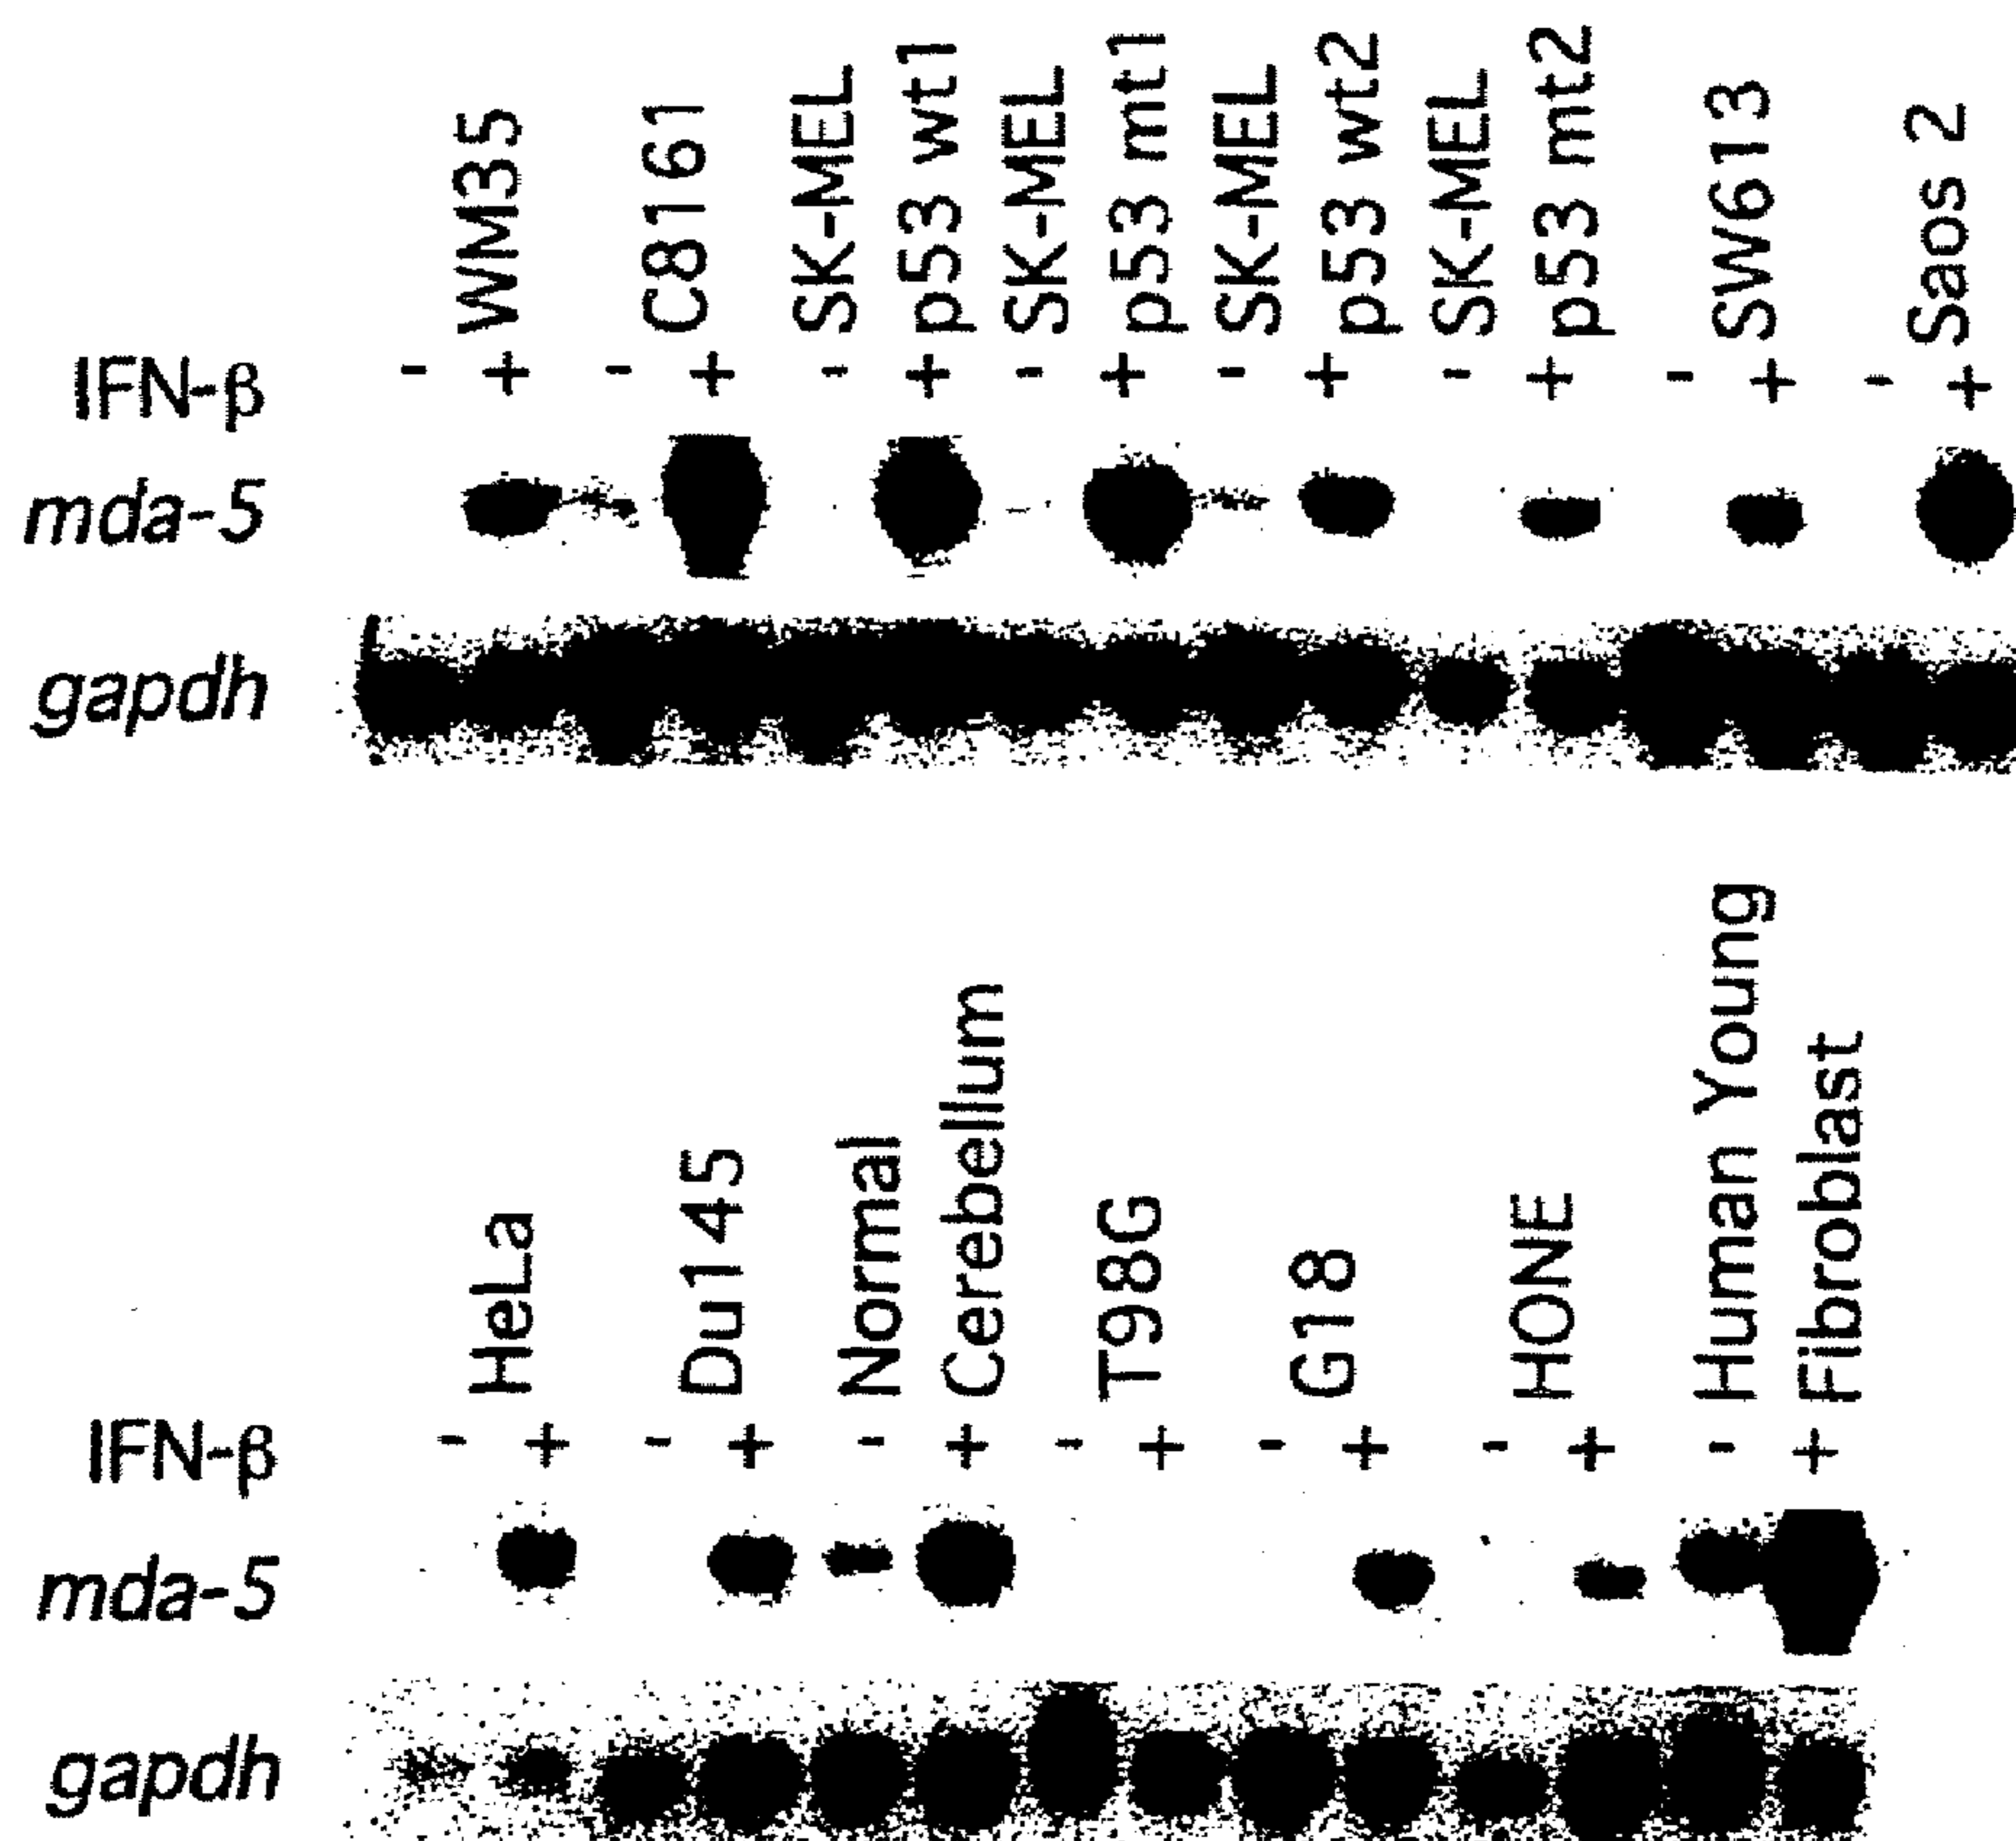 WM35
C8161
SK-MEL
p53 wt1
SK-MEL
p53 mt1
SK-MEL
p53 wt2
SK-MEL
p53 mt2
SW613
Saos 2
IFN-β - + - + - + - + - + - + - + - +
mda-5
gapdh
HeLa
Du145
Normal
Cerebellum
T98G
G18
HONE
Human Young
Fibroblast
IFN-β - + - + - + - + - + - + - +
mda-5
gapdh